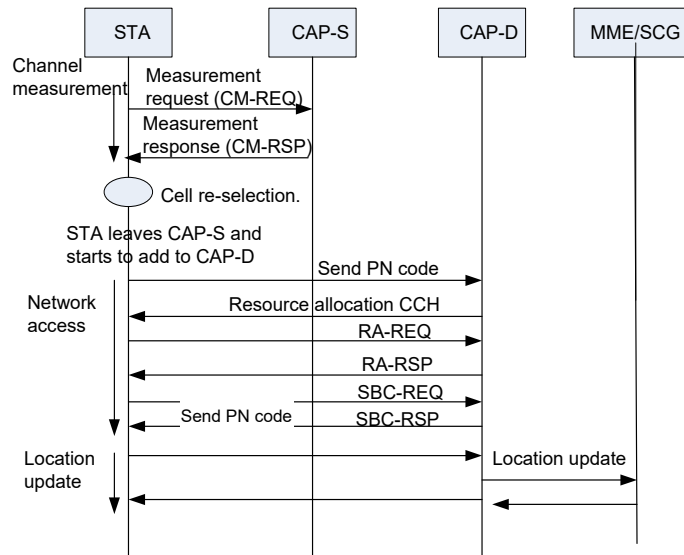 STA
CAP-S
CAP-D
MME/SCG
Channel
measurement
Measurement
request (CM-REQ)
Measurement
response (CM-RSP)
Cell re-selection.
STA leaves CAP-S and
starts to add to CAP-D
Send PN code
Network
access
Resource allocation CCH
RA-REQ
RA-RSP
SBC-REQ
Send PN code
SBC-RSP
Location
update
Location update